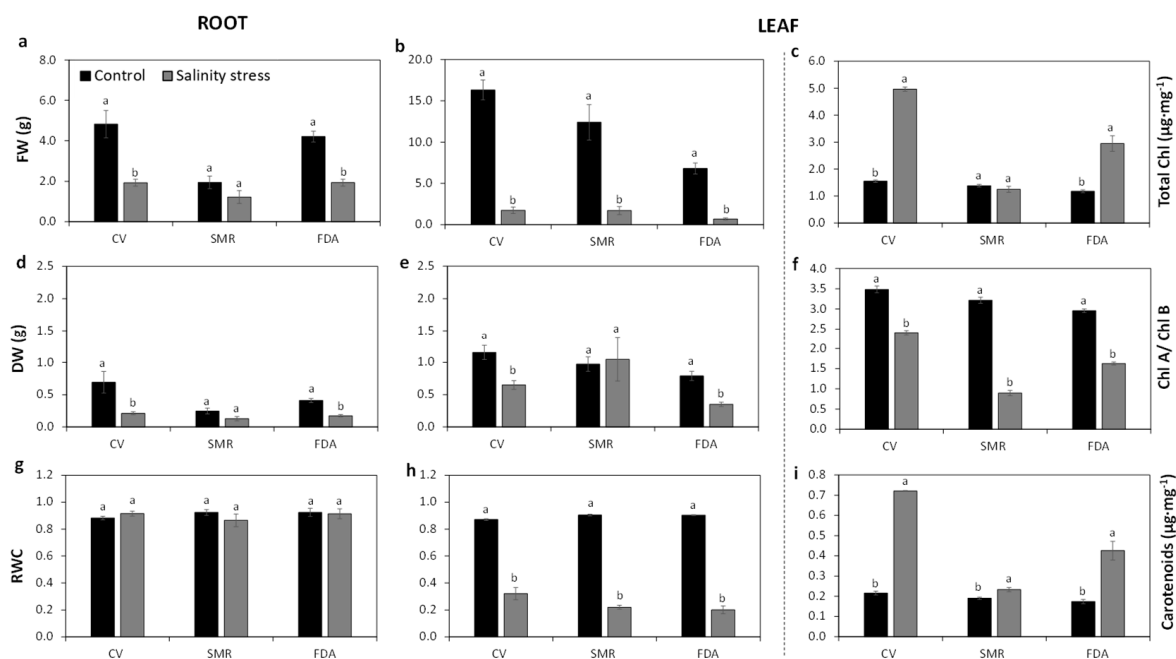 ROOT
LEAF
a
FW (g)
8.0
6.0
4.0
2.0
0.0
Control
Salinity stress
a
b
a
a
a
b
CV
SMR
FDA
b
20.0
15.0
10.0
5.0
0.0
a
b
a
b
a
b
CV
SMR
FDA
c
6.0
5.0
4.0
3.0
2.0
1.0
0.0
b
a
a
a
b
a
CV
SMR
FDA
Total Chl (µg·mg⁻¹)
d
DW (g)
2.5
2.0
1.5
1.0
0.5
0.0
a
b
a
a
a
b
CV
SMR
FDA
e
2.5
2.0
1.5
1.0
0.5
0.0
a
b
a
a
a
b
CV
SMR
FDA
f
4.0
3.5
3.0
2.5
2.0
1.5
1.0
0.5
0.0
a
b
a
b
a
b
CV
SMR
FDA
Chl A/ Chl B
g
RWC
1.2
1.0
0.8
0.6
0.4
0.2
0.0
a
a
a
a
a
a
CV
SMR
FDA
h
1.2
1.0
0.8
0.6
0.4
0.2
0.0
a
b
a
b
a
b
CV
SMR
FDA
i
0.8
0.7
0.6
0.5
0.4
0.3
0.2
0.1
0.0
b
a
b
a
b
a
CV
SMR
FDA
Carotenoids (µg·mg⁻¹)